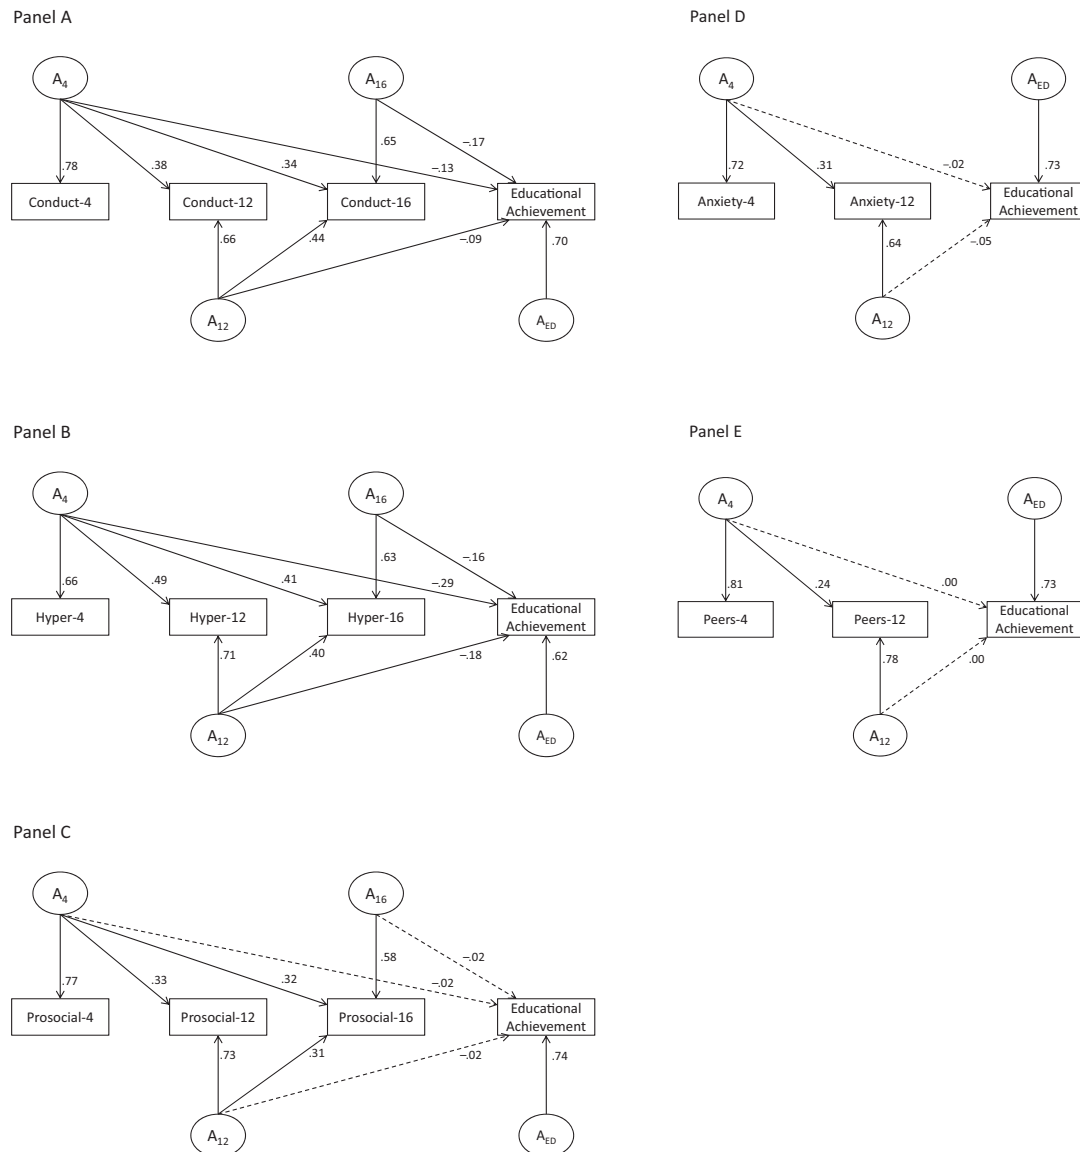 Panel A
A4
A16
.78
.38
.34
.65
–.13
–.17
Conduct-4
Conduct-12
Conduct-16
Educational
Achievement
.66
.44
–.09
.70
A12
AED
Panel D
A4
AED
.72
.31
–.02
.73
Anxiety-4
Anxiety-12
Educational
Achievement
.64
–.05
A12
Panel B
A4
A16
.66
.49
.41
.63
–.29
–.16
Hyper-4
Hyper-12
Hyper-16
Educational
Achievement
.71
.40
–.18
.62
A12
AED
Panel E
A4
AED
.81
.24
.00
.73
Peers-4
Peers-12
Educational
Achievement
.78
.00
A12
Panel C
A4
A16
.77
.33
.32
.58
–.02
–.02
Prosocial-4
Prosocial-12
Prosocial-16
Educational
Achievement
.73
.31
–.02
.74
A12
AED